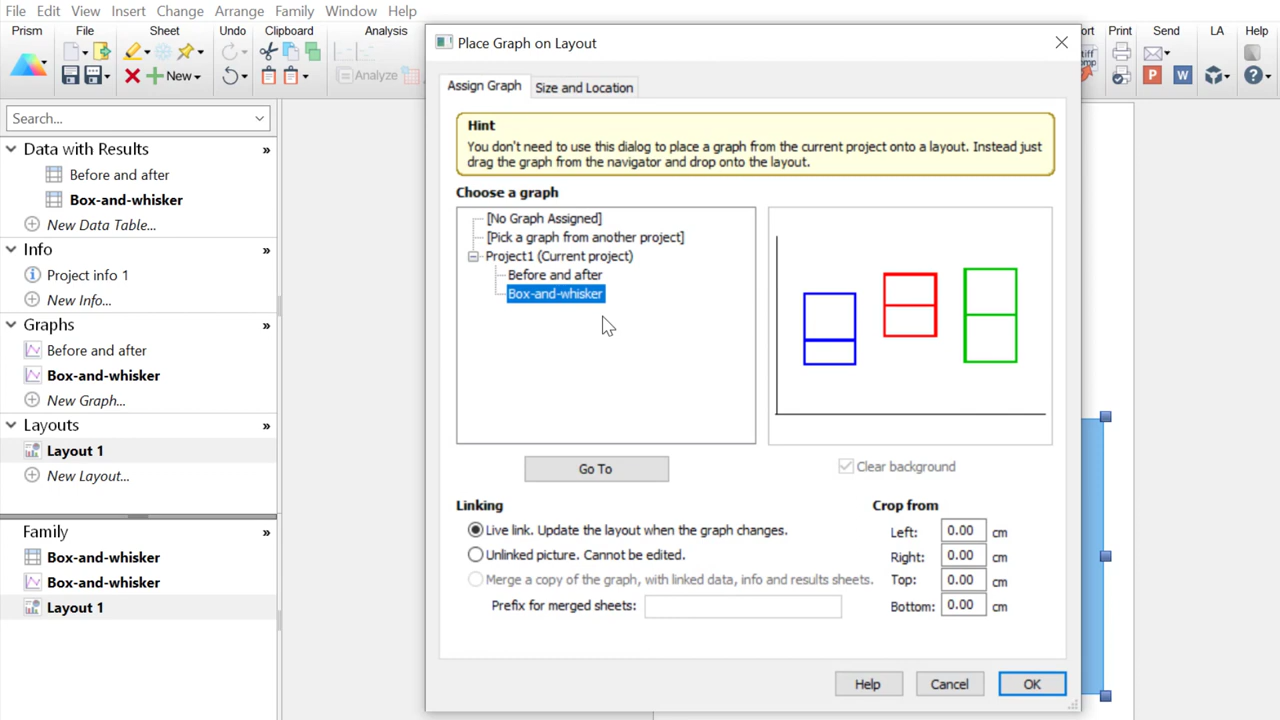 File Edit View Insert Change Arrange Family Window Help
Prism File Sheet Undo Clipboard Analysis
New
Analyze
Print Send LA Help
Search...
Data with Results »
Before and after
Box-and-whisker
New Data Table...
Info »
Project info 1
New Info...
Graphs »
Before and after
Box-and-whisker
New Graph...
Layouts »
Layout 1
New Layout...
Family »
Box-and-whisker
Box-and-whisker
Layout 1
Place Graph on Layout
Assign Graph Size and Location
Hint
You don't need to use this dialog to place a graph from the current project onto a layout. Instead just
drag the graph from the navigator and drop onto the layout.
Choose a graph
[No Graph Assigned]
[Pick a graph from another project]
Project1 (Current project)
Before and after
Box-and-whisker
Go To
Clear background
Linking
Live link. Update the layout when the graph changes.
Unlinked picture. Cannot be edited.
Merge a copy of the graph, with linked data, info and results sheets.
Prefix for merged sheets:
Crop from
Left: 0.00 cm
Right: 0.00 cm
Top: 0.00 cm
Bottom: 0.00 cm
Help Cancel OK